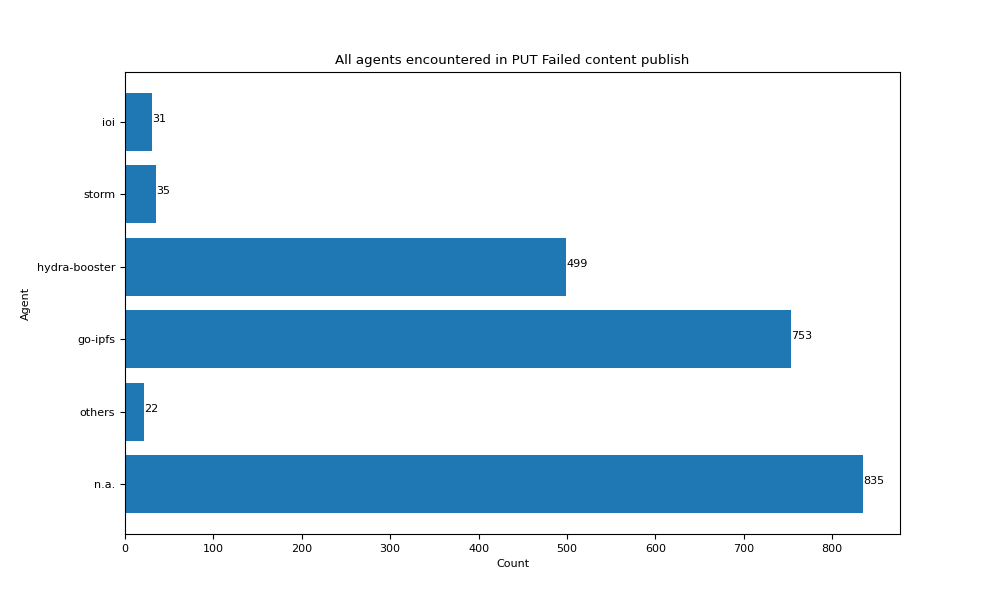 All agents encountered in PUT Failed content publish
ioi
31
storm
35
hydra-booster
499
go-ipfs
753
others
22
n.a.
835
Agent
0 100 200 300 400 500 600 700 800
Count